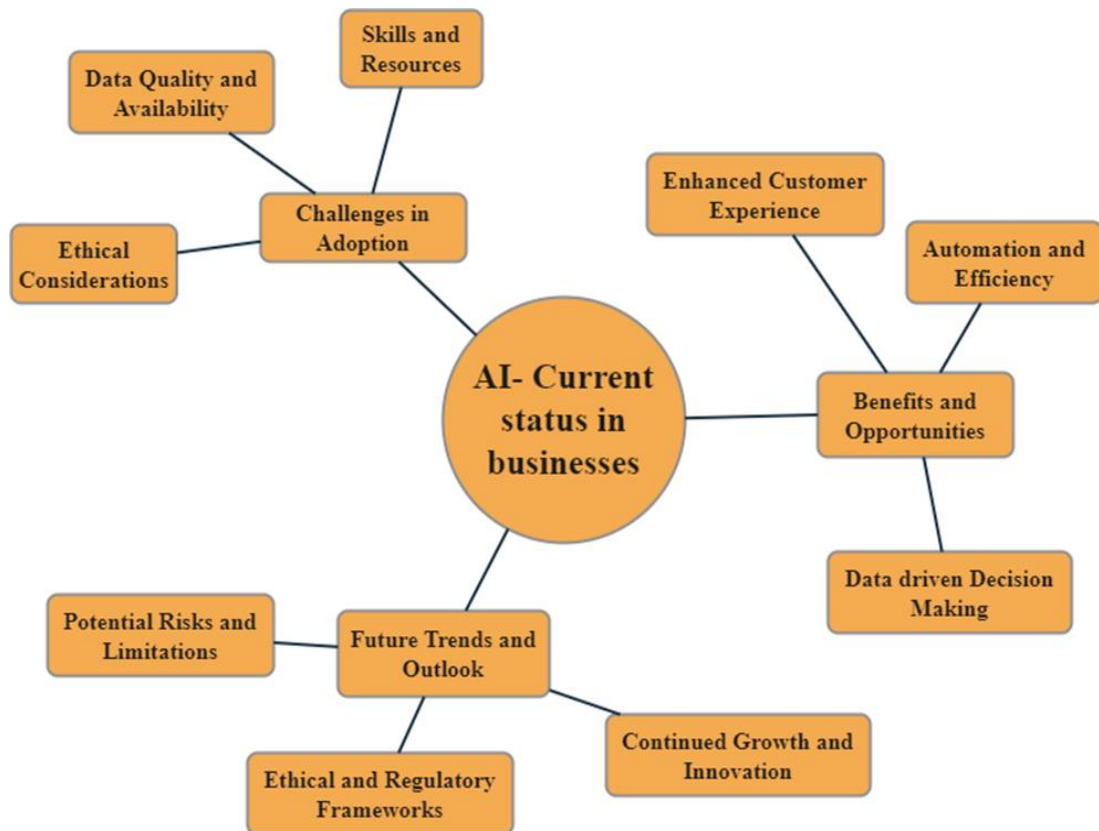 Skills and
Resources
Data Quality and
Availability
Challenges in
Adoption
Ethical
Considerations
Enhanced Customer
Experience
Automation and
Efficiency
AI- Current
status in
businesses
Benefits and
Opportunities
Data driven Decision
Making
Potential Risks and
Limitations
Future Trends and
Outlook
Continued Growth and
Innovation
Ethical and Regulatory
Frameworks